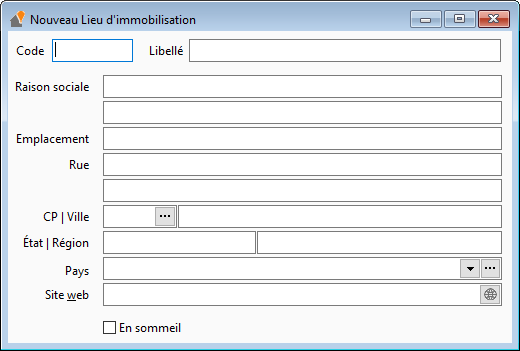 Nouveau Lieu d'immobilisation
Code Libellé
Raison sociale
Emplacement
Rue
CP | Ville ...
État | Région
Pays ...
Site web
En sommeil